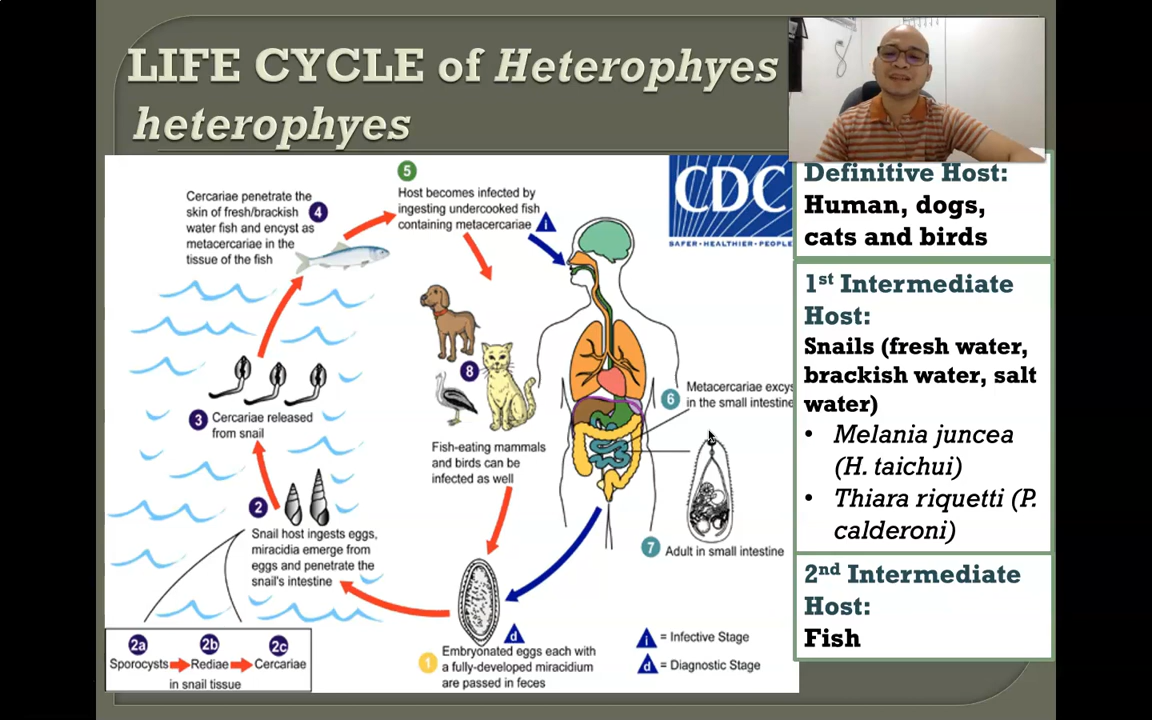 LIFE CYCLE of Heterophyes
heterophyes
5
Host becomes infected by
ingesting undercooked fish
containing metacercariae
i
Cercariae penetrate the
skin of fresh/brackish
water fish and encyst as
metacercariae in the
tissue of the fish
4
CDC
SAFER•HEALTHIER•PEOPLE
8
Fish-eating mammals
and birds can be
infected as well
6
Metacercariae excys
in the small intestine
3
Cercariae released
from snail
2
Snail host ingests eggs,
miracidia emerge from
eggs and penetrate the
snail's intestine
7
Adult in small intestine
2a 2b 2c
Sporocysts Rediae Cercariae
in snail tissue
d
1
Embryonated eggs each with
a fully-developed miracidium
are passed in feces
i = Infective Stage
d = Diagnostic Stage
Definitive Host:
Human, dogs,
cats and birds
1st Intermediate
Host:
Snails (fresh water,
brackish water, salt
water)
• Melania juncea
(H. taichui)
• Thiara riquetti (P.
calderoni)
2nd Intermediate
Host:
Fish